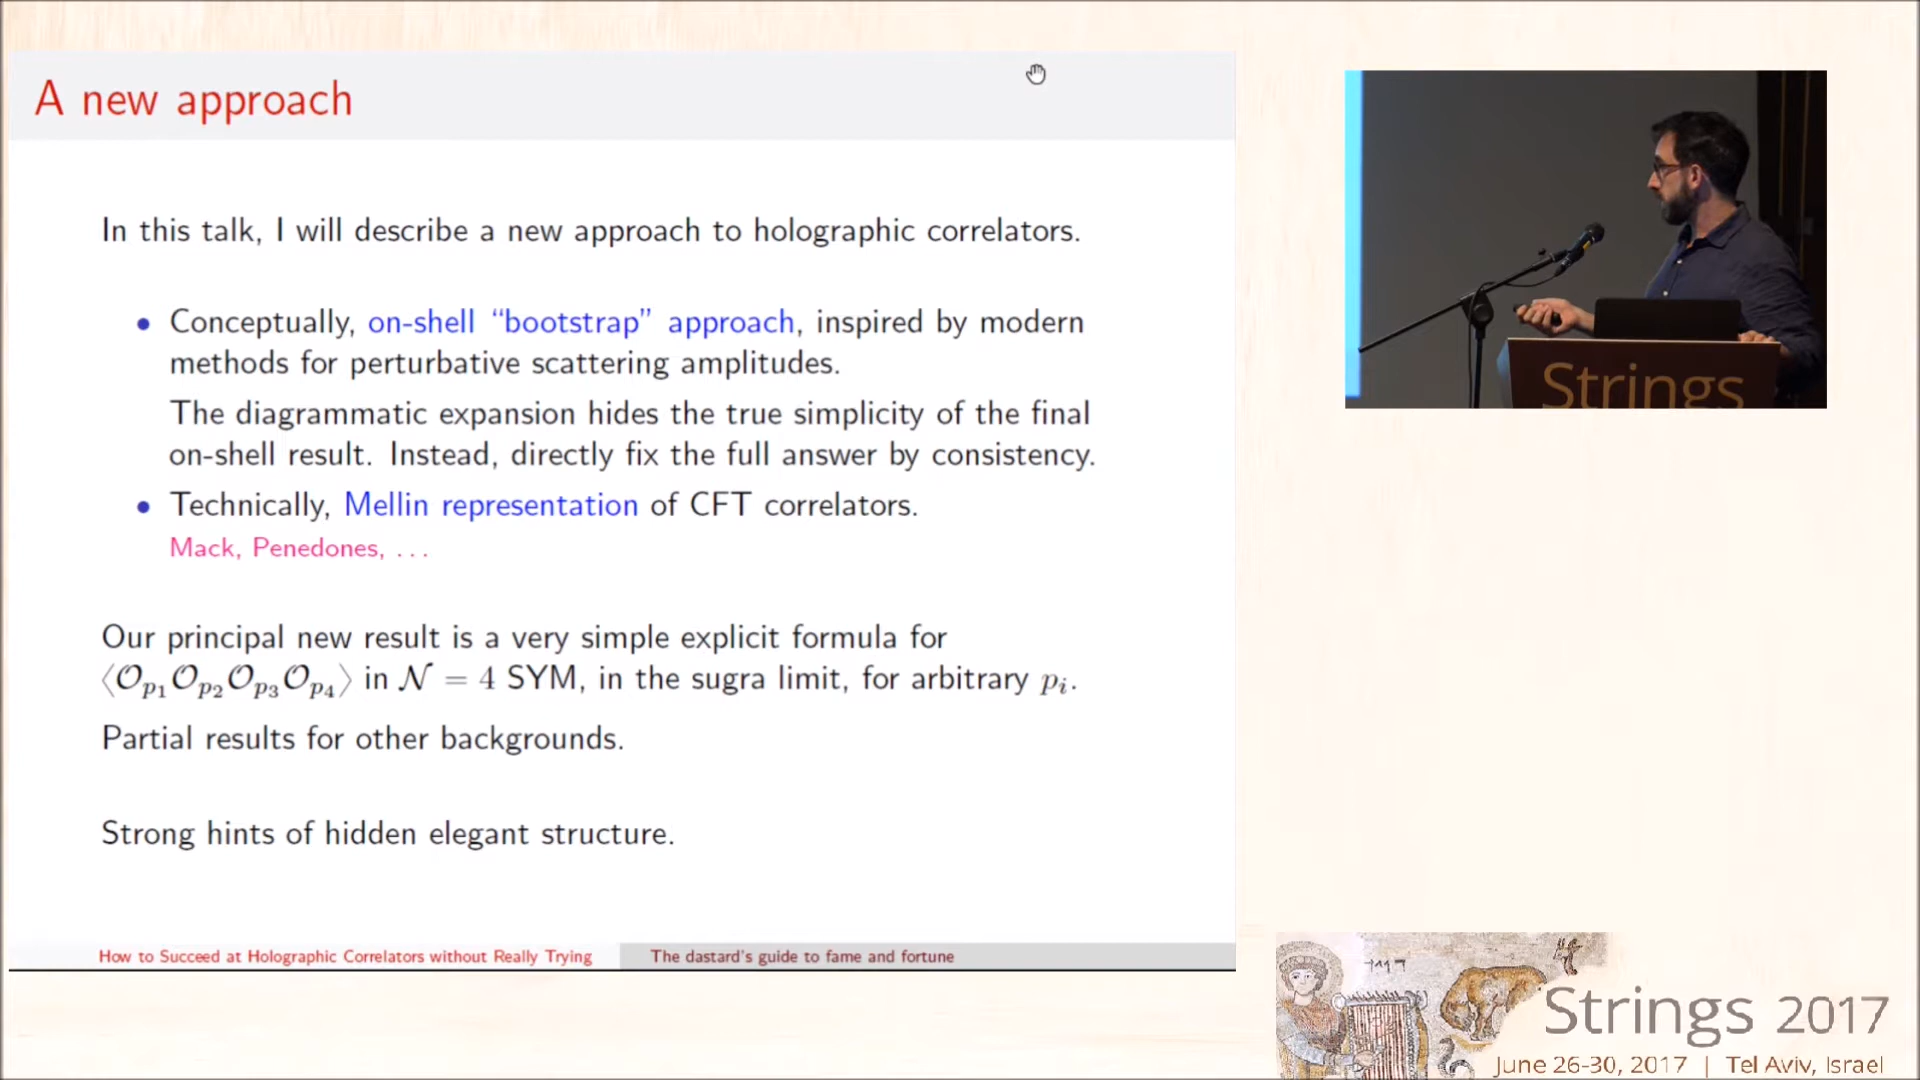 A new approach
In this talk, I will describe a new approach to holographic correlators.
• Conceptually, on-shell “bootstrap” approach, inspired by modern
methods for perturbative scattering amplitudes.
The diagrammatic expansion hides the true simplicity of the final
on-shell result. Instead, directly fix the full answer by consistency.
• Technically, Mellin representation of CFT correlators.
Mack, Penedones, ...
Our principal new result is a very simple explicit formula for
⟨𝒪p₁𝒪p₂𝒪p₃𝒪p₄⟩ in 𝒩 = 4 SYM, in the sugra limit, for arbitrary pᵢ.
Partial results for other backgrounds.
Strong hints of hidden elegant structure.
How to Succeed at Holographic Correlators without Really Trying
The dastard's guide to fame and fortune
Strings
Strings 2017
June 26-30, 2017 | Tel Aviv, Israel